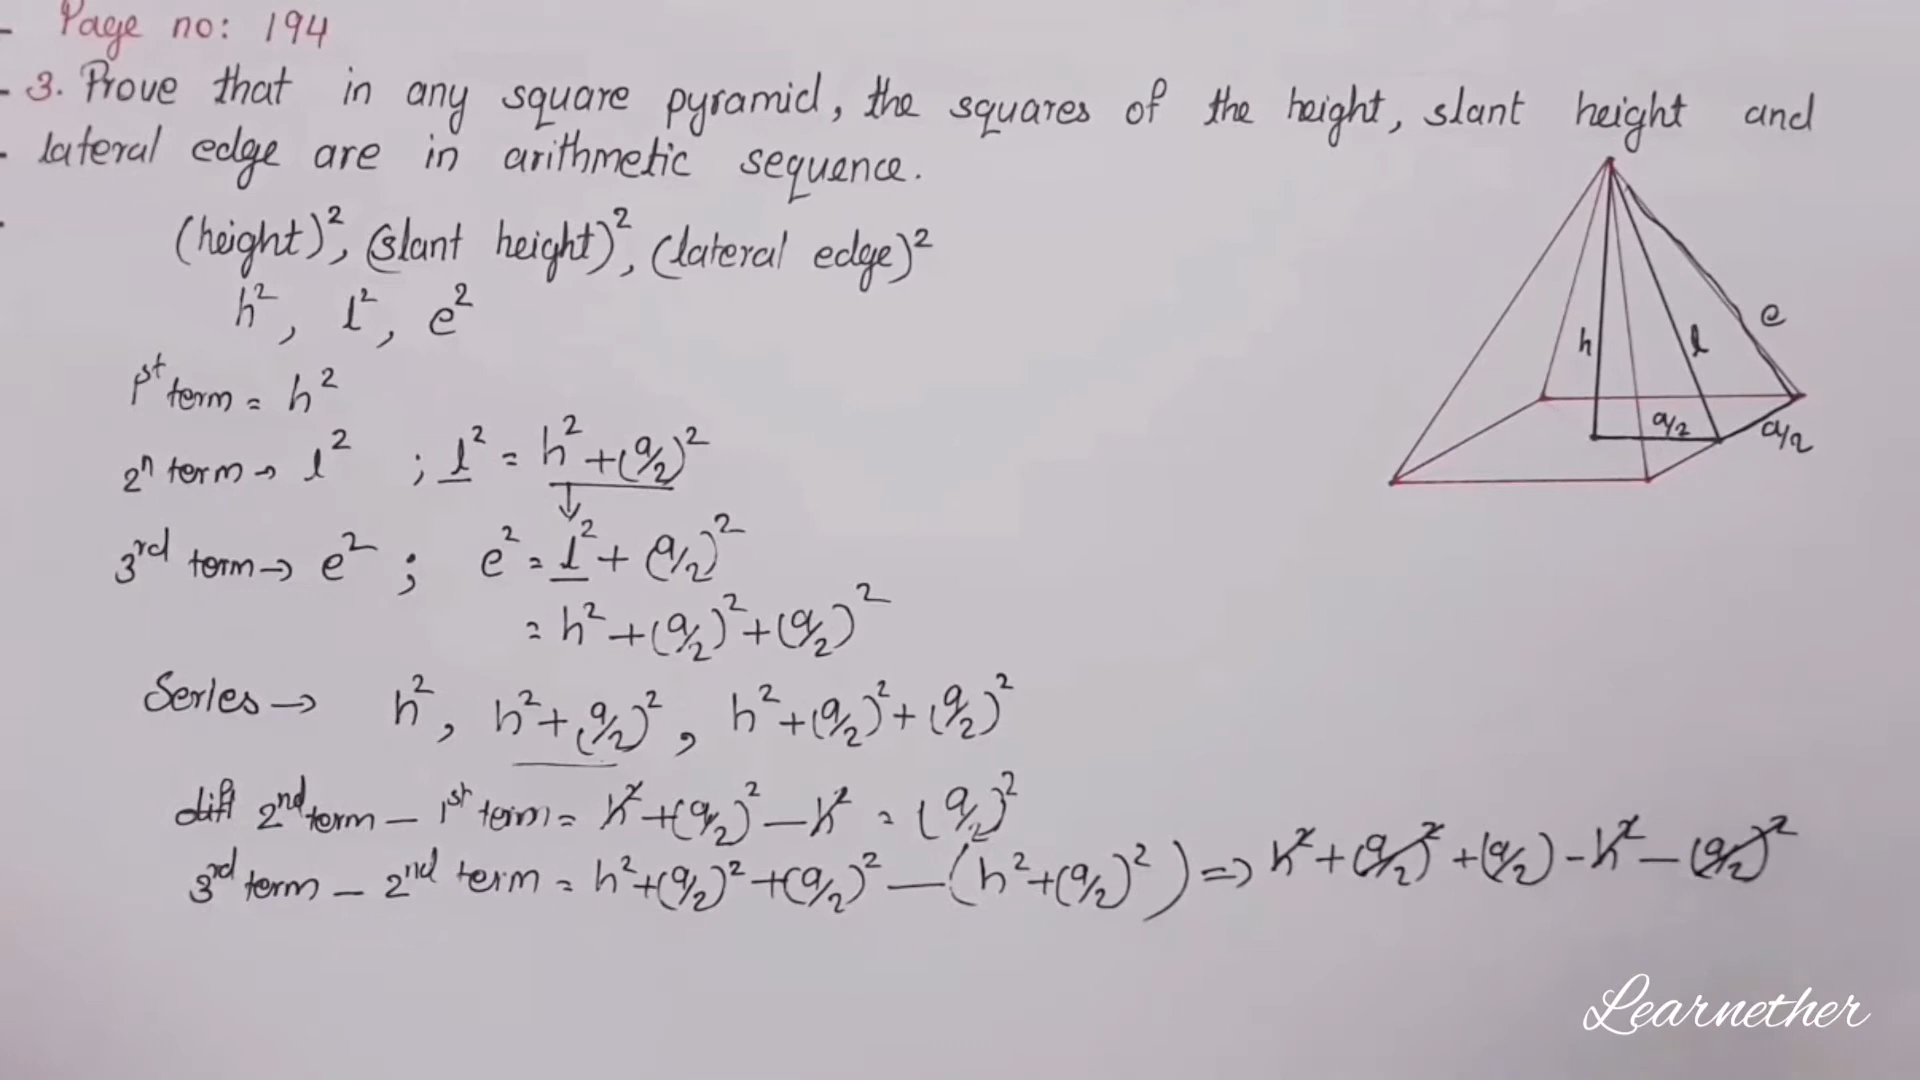 Page no: 194
3. Prove that in any square pyramid, the squares of the height, slant height and
lateral edge are in arithmetic sequence.
(height)², (slant height)², (lateral edge)²
h², l², e²
1st term = h²
2n term → l² ; l² = h² + (a/2)²
3rd term → e² ; e² = l² + (a/2)²
= h² + (a/2)² + (a/2)²
Series → h², h² + (a/2)², h² + (a/2)² + (a/2)²
diff 2nd term - 1st term = h² + (a/2)² - h² = (a/2)²
3rd term - 2nd term = h² + (a/2)² + (a/2)² - (h² + (a/2)²) => h² + (a/2)² + (a/2) - h² - (a/2)²
h
l
e
a/2
a/2
Learnether